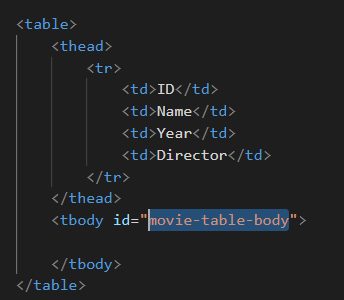 <table>
<thead>
<tr>
<td>ID</td>
<td>Name</td>
<td>Year</td>
<td>Director</td>
</tr>
</thead>
<tbody id="movie-table-body">
</tbody>
</table>